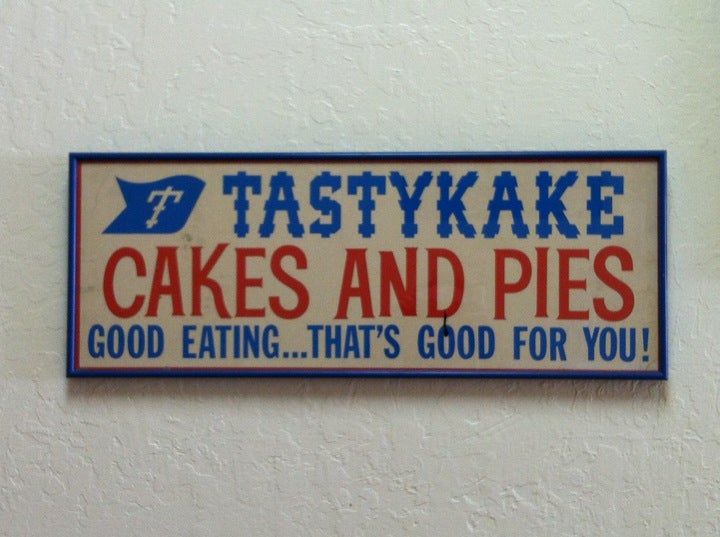 T TASTYKAKE
CAKES AND PIES
GOOD EATING...THAT'S GOOD FOR YOU!